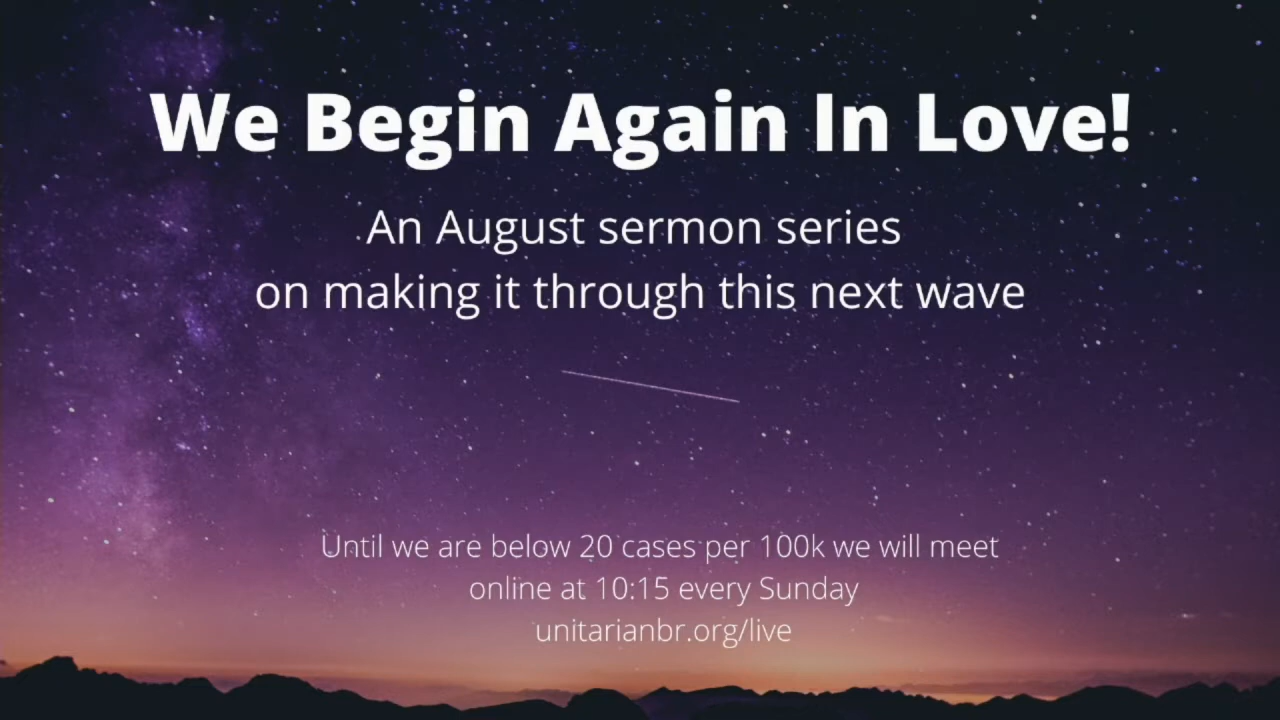 We Begin Again In Love!
An August sermon series
on making it through this next wave
Until we are below 20 cases per 100k we will meet
online at 10:15 every Sunday
unitarianbr.org/live